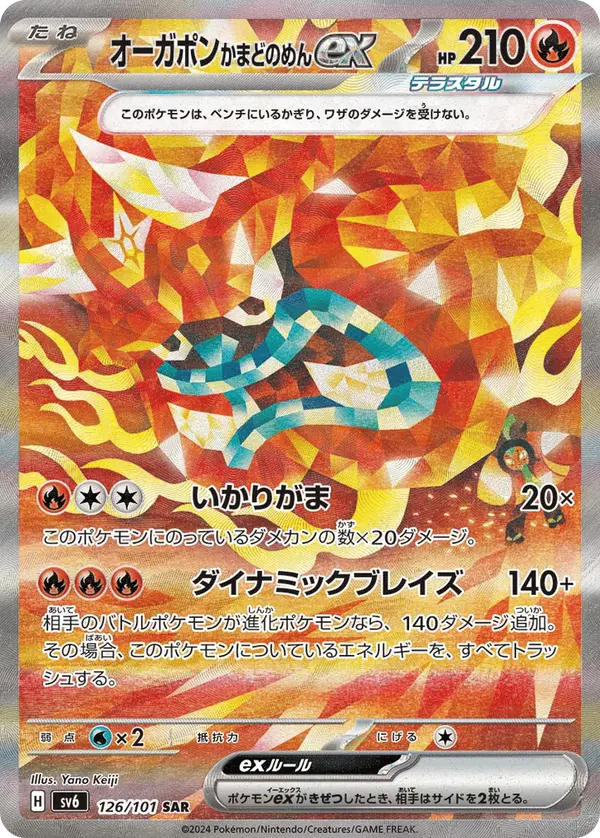 たね オーガポンかまどのめんex HP210
テラスタル
このポケモンは、ベンチにいるかぎり、ワザのダメージを受けない。
いかりがま 20×
このポケモンにのっているダメカンの数×20ダメージ。
ダイナミックブレイズ 140+
相手のバトルポケモンが進化ポケモンなら、140ダメージ追加。
その場合、このポケモンについているエネルギーを、すべてトラッ
シュする。
弱点 ×2 抵抗力 にげる
Illus. Yano Keiji
exルール
ポケモンexがきぜつしたとき、相手はサイドを2枚とる。
H sv6 126/101 SAR
©2024 Pokémon/Nintendo/Creatures/GAME FREAK.